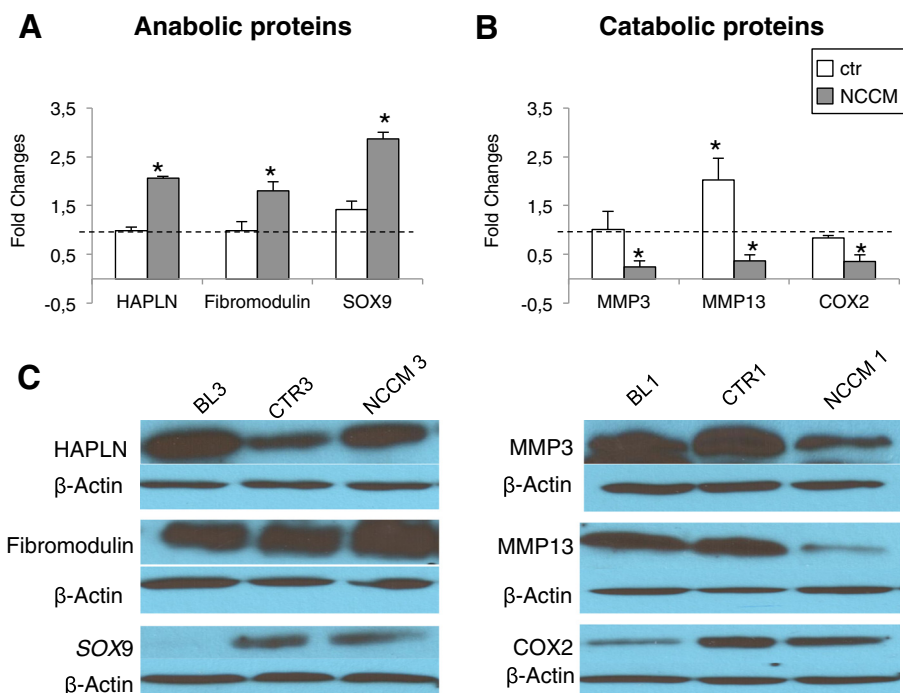 A Anabolic proteins
Fold Changes
3,5
2,5
1,5
0,5
-0,5
* * *
HAPLN Fibromodulin SOX9
B Catabolic proteins
ctr
NCCM
Fold Changes
3,5
2,5
1,5
0,5
-0,5
* * * *
MMP3 MMP13 COX2
C
BL3 CTR3 NCCM 3
HAPLN
β-Actin
Fibromodulin
β-Actin
SOX9
β-Actin
BL1 CTR1 NCCM 1
MMP3
β-Actin
MMP13
β-Actin
COX2
β-Actin